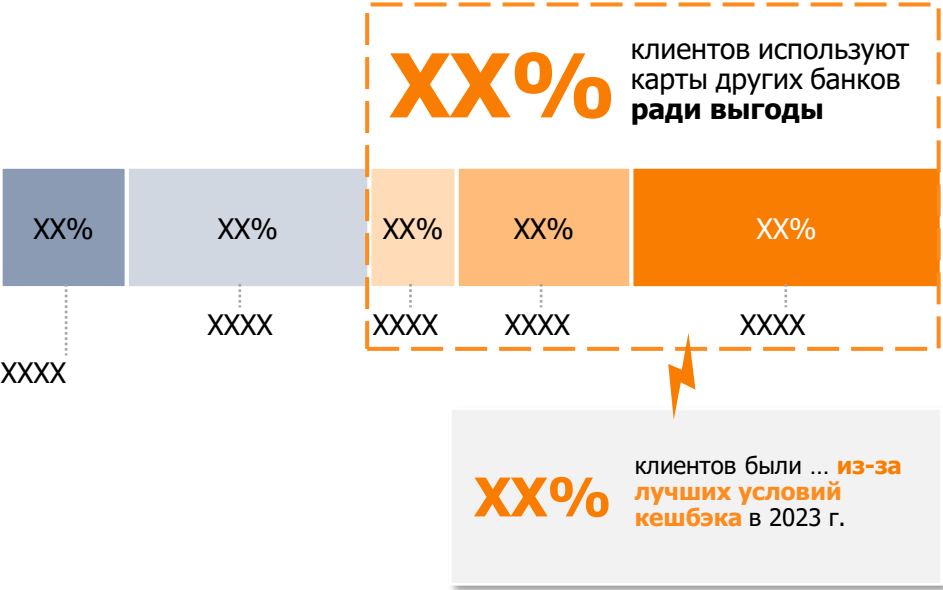 XX%
клиентов используют
карты других банков
ради выгоды
XX%
XX%
XX%
XX%
XX%
XXXX
XXXX
XXXX
XXXX
XXXX
XX%
клиентов были ... из-за
лучших условий
кешбэка в 2023 г.